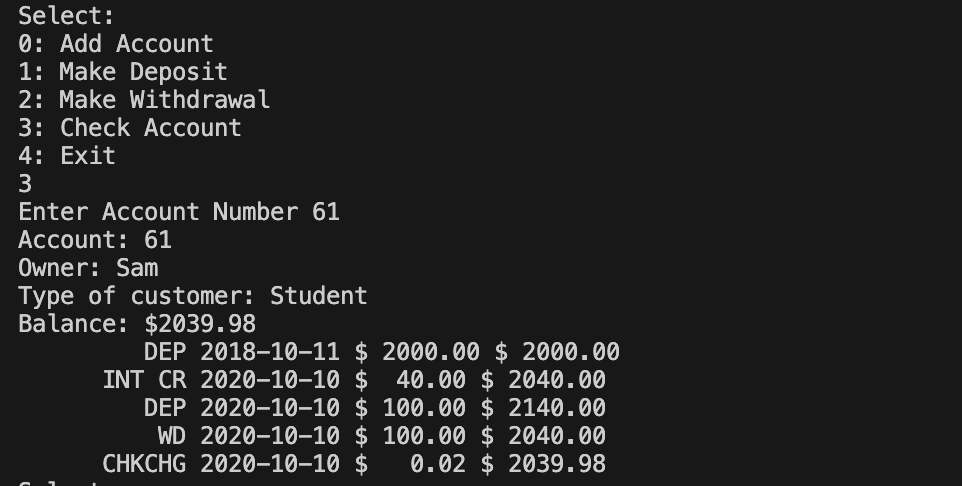 Select:
0: Add Account
1: Make Deposit
2: Make Withdrawal
3: Check Account
4: Exit
3
Enter Account Number 61
Account: 61
Owner: Sam
Type of customer: Student
Balance: $2039.98
DEP 2018-10-11 $ 2000.00 $ 2000.00
INT CR 2020-10-10 $  40.00 $ 2040.00
DEP 2020-10-10 $ 100.00 $ 2140.00
WD 2020-10-10 $ 100.00 $ 2040.00
CHKCHG 2020-10-10 $   0.02 $ 2039.98